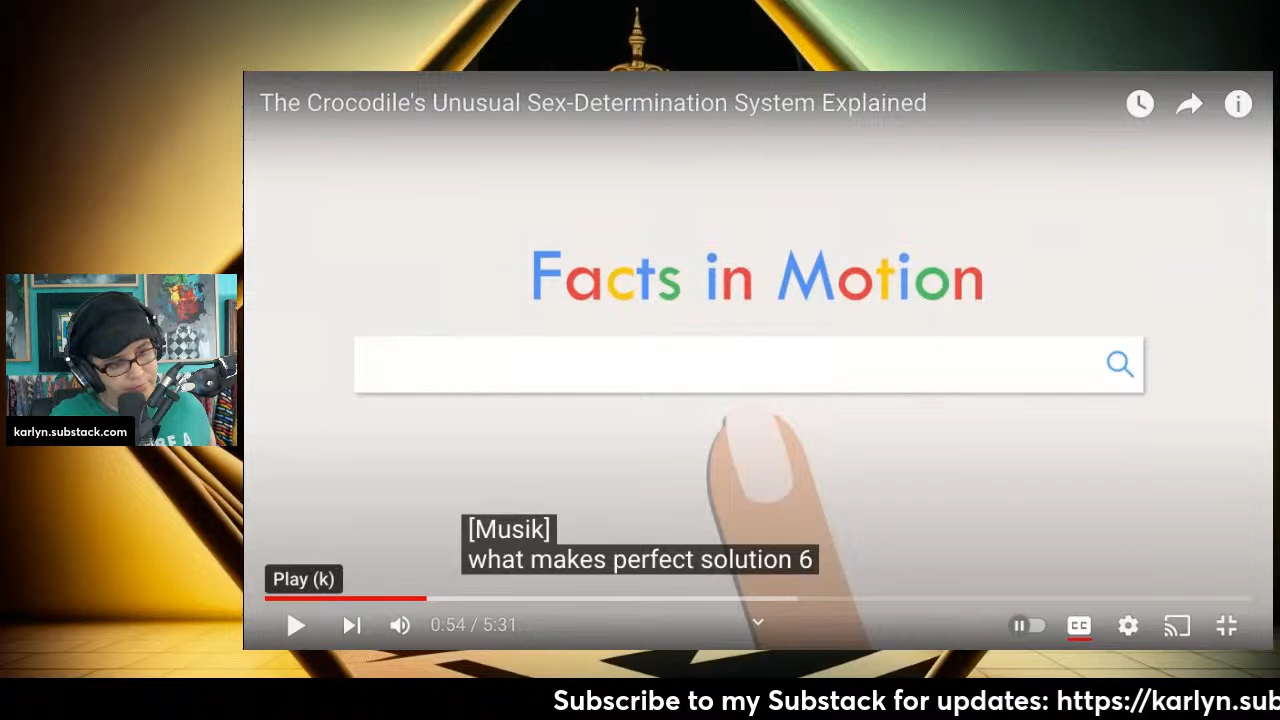 The Crocodile's Unusual Sex-Determination System Explained
Facts in Motion
[Musik]
what makes perfect solution 6
Play (k)
0:54 / 5:31
CC
karlyn.substack.com
Subscribe to my Substack for updates: https://karlyn.sub